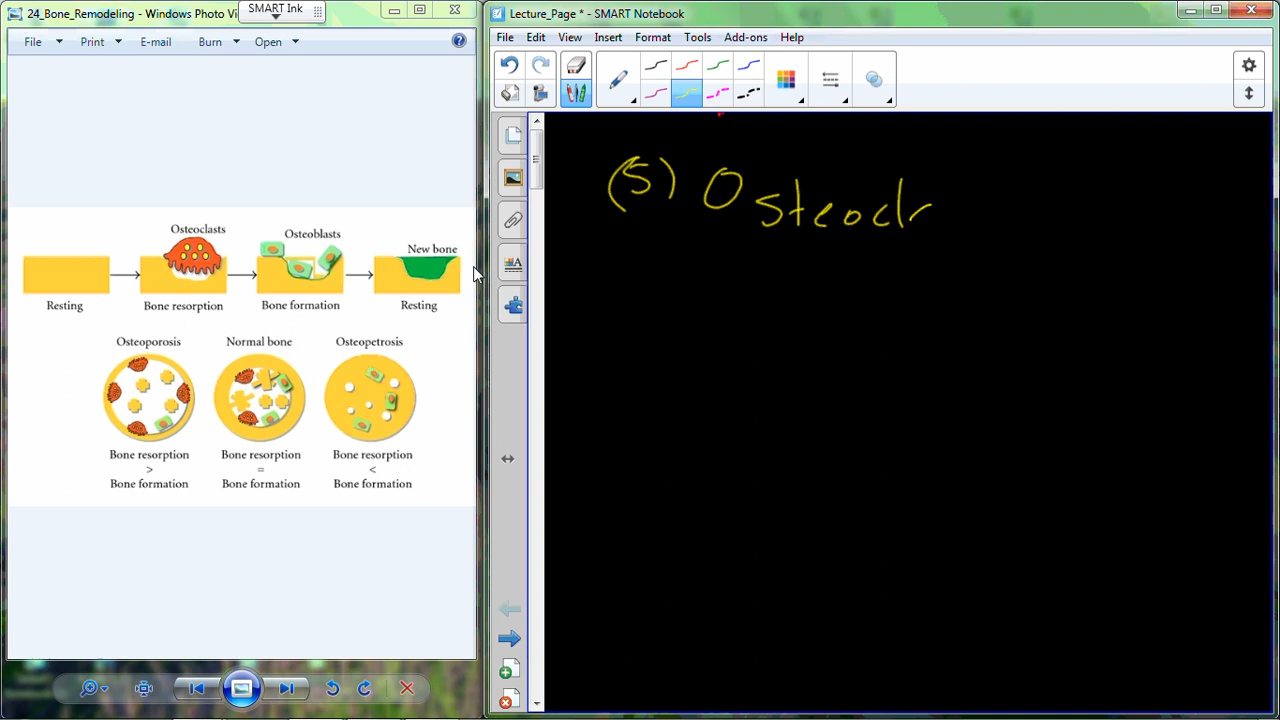 24_Bone_Remodeling - Windows Photo Vi
SMART Ink
File Print E-mail Burn Open
Osteoclasts
Osteoblasts
New bone
Resting
Bone resorption
Bone formation
Resting
Osteoporosis
Normal bone
Osteopetrosis
Bone resorption
>
Bone formation
Bone resorption
=
Bone formation
Bone resorption
<
Bone formation
Lecture_Page * - SMART Notebook
File Edit View Insert Format Tools Add-ons Help
(5) Osteocl